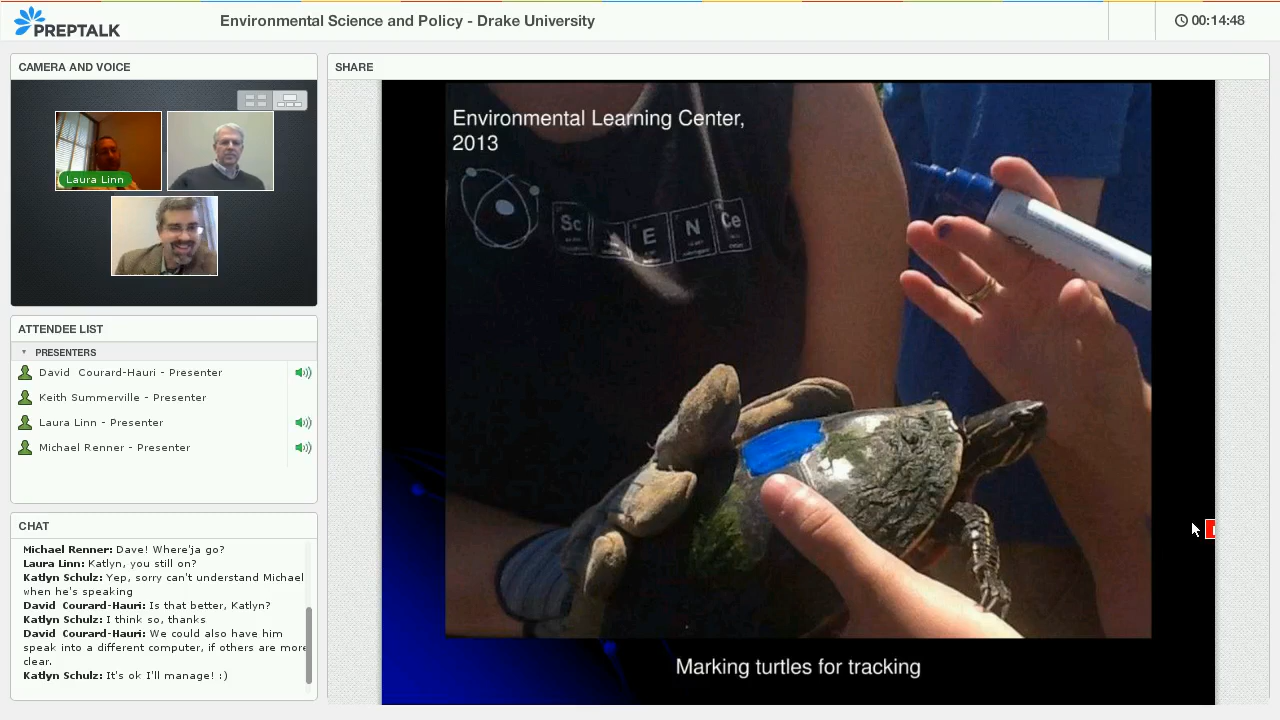 PREPTALK
Environmental Science and Policy - Drake University
00:14:48
CAMERA AND VOICE
Laura Linn
ATTENDEE LIST
PRESENTERS
David Courard-Hauri - Presenter
Keith Summerville - Presenter
Laura Linn - Presenter
Michael Renner - Presenter
CHAT
Michael Renner: Dave! Where'ja go?
Laura Linn: Katlyn, you still on?
Katlyn Schulz: Yep, sorry can't understand Michael
when he's speaking
David Courard-Hauri: Is that better, Katlyn?
Katlyn Schulz: I think so, thanks
David Courard-Hauri: We could also have him
speak into a different computer, if others are more
clear.
Katlyn Schulz: It's ok I'll manage! :)
SHARE
Environmental Learning Center,
2013
Sc E N Ce
Marking turtles for tracking